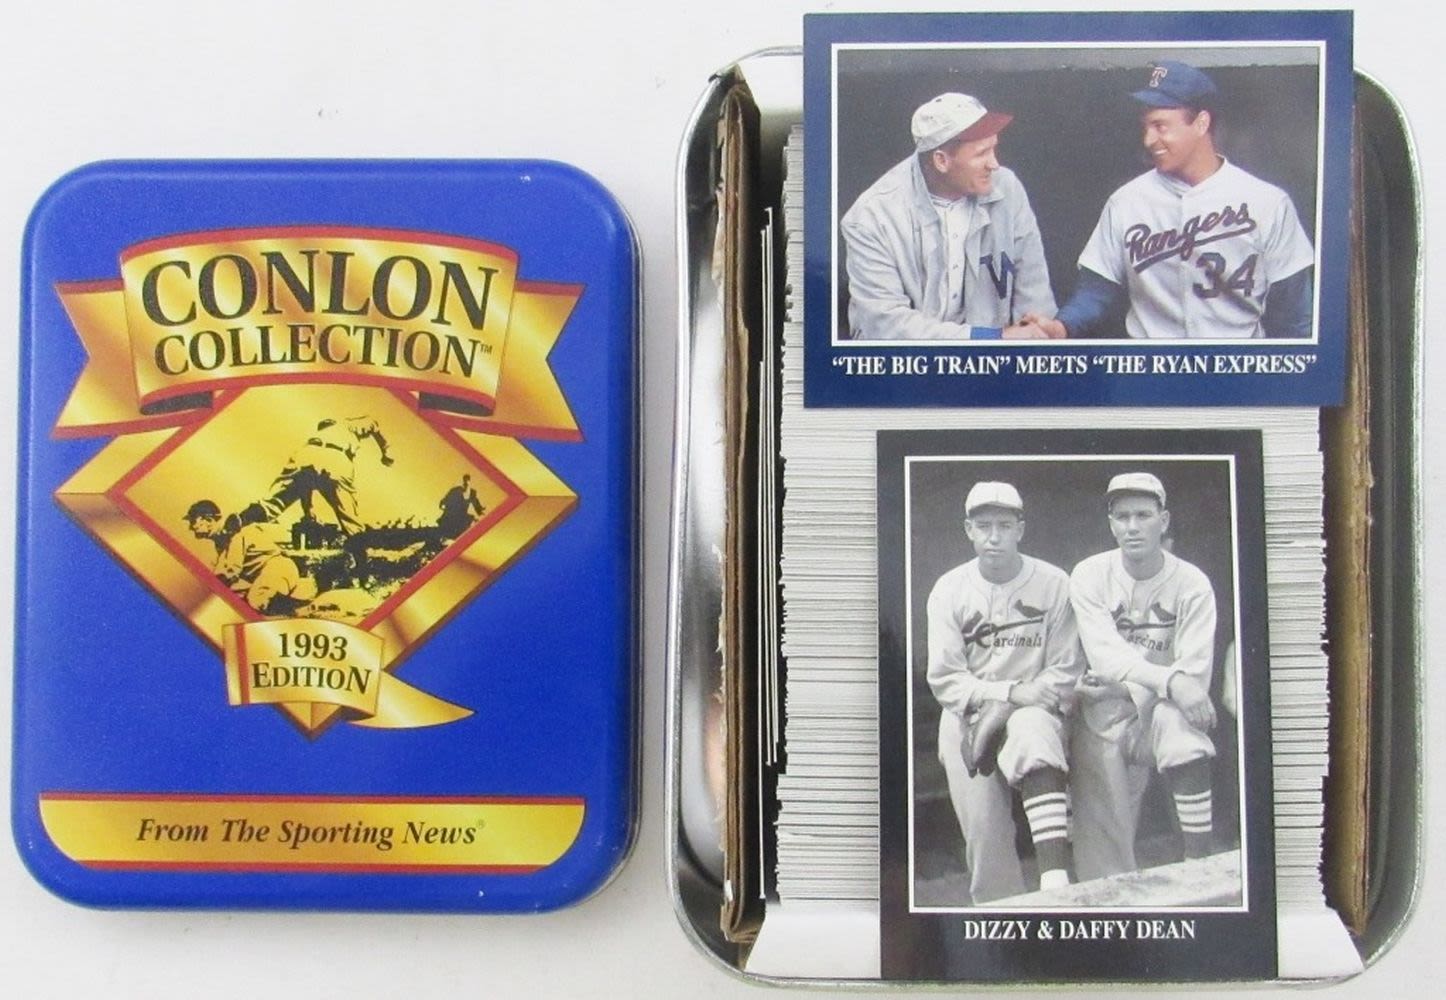 CONLON
COLLECTION™
1993
EDITION
From The Sporting News®
T
W
Rangers
34
"THE BIG TRAIN" MEETS "THE RYAN EXPRESS"
Cardinals
Cardinals
DIZZY & DAFFY DEAN